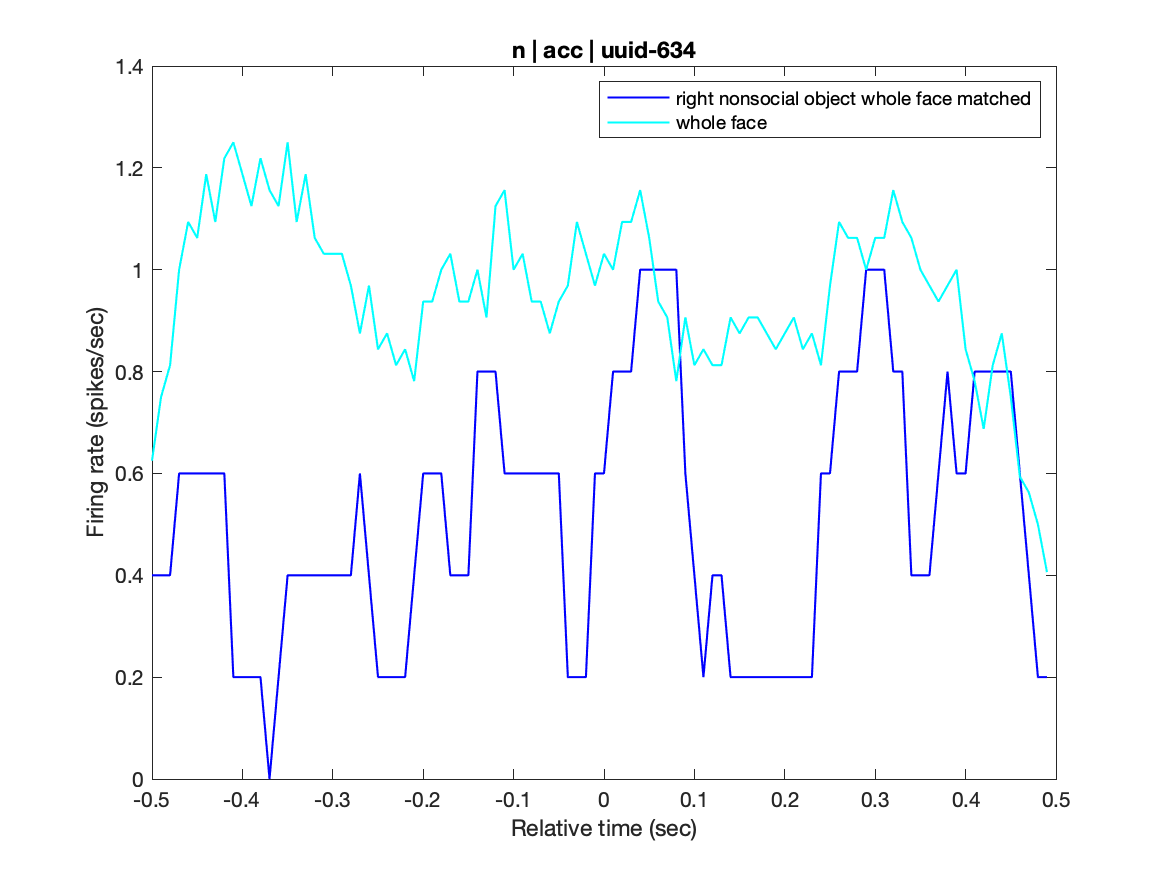 n | acc | uuid-634
right nonsocial object whole face matched
whole face
1.4
1.2
1
0.8
0.6
0.4
0.2
0
Firing rate (spikes/sec)
-0.5 -0.4 -0.3 -0.2 -0.1 0 0.1 0.2 0.3 0.4 0.5
Relative time (sec)